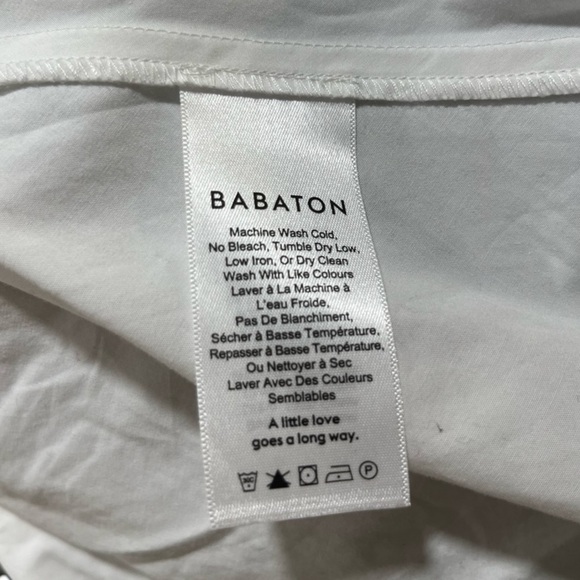 BABATON
Machine Wash Cold,
No Bleach, Tumble Dry Low,
Low Iron, Or Dry Clean
Wash With Like Colours
Laver à La Machine à
L'eau Froide,
Pas De Blanchiment,
Sécher à Basse Température,
Repasser à Basse Température,
Ou Nettoyer à Sec
Laver Avec Des Couleurs
Semblables
A little love
goes a long way.
30C P